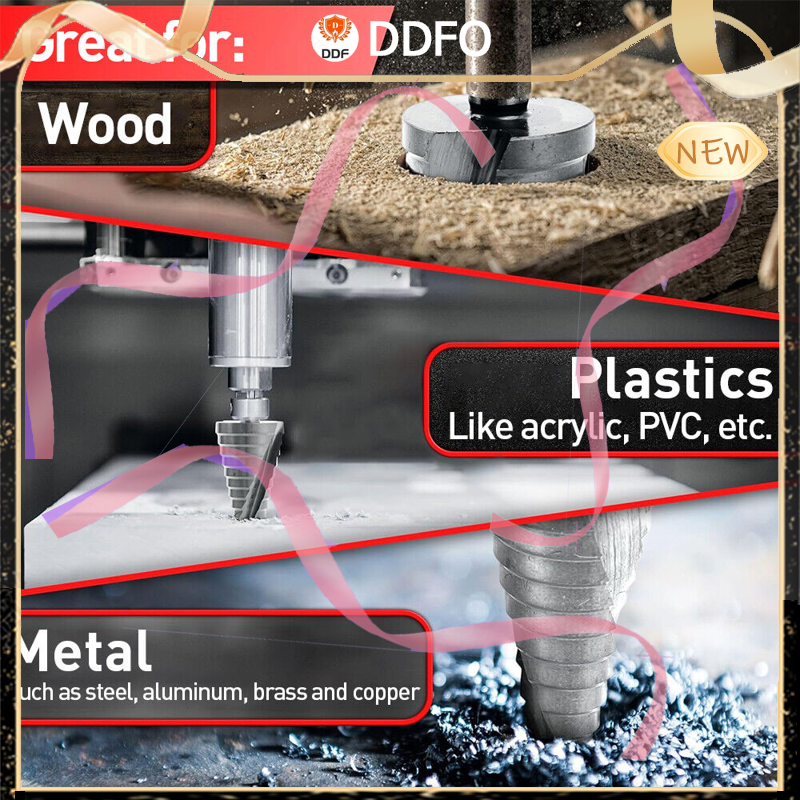 Great for:
DDF
DDFO
Wood
NEW
Plastics
Like acrylic, PVC, etc.
Metal
uch as steel, aluminum, brass and copper